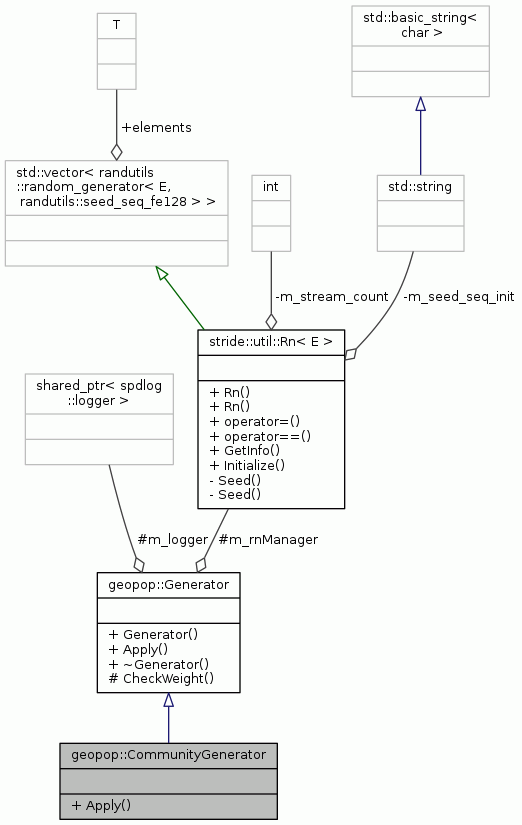 T
std::basic_string<
char >
+elements
std::vector< randutils
::random_generator< E,
randutils::seed_seq_fe128 > >
int
std::string
-m_stream_count
-m_seed_seq_init
stride::util::Rn< E >
+ Rn()
+ Rn()
+ operator=()
+ operator==()
+ GetInfo()
+ Initialize()
- Seed()
- Seed()
shared_ptr< spdlog
::logger >
#m_logger
#m_rnManager
geopop::Generator
+ Generator()
+ Apply()
+ ~Generator()
# CheckWeight()
geopop::CommunityGenerator
+ Apply()